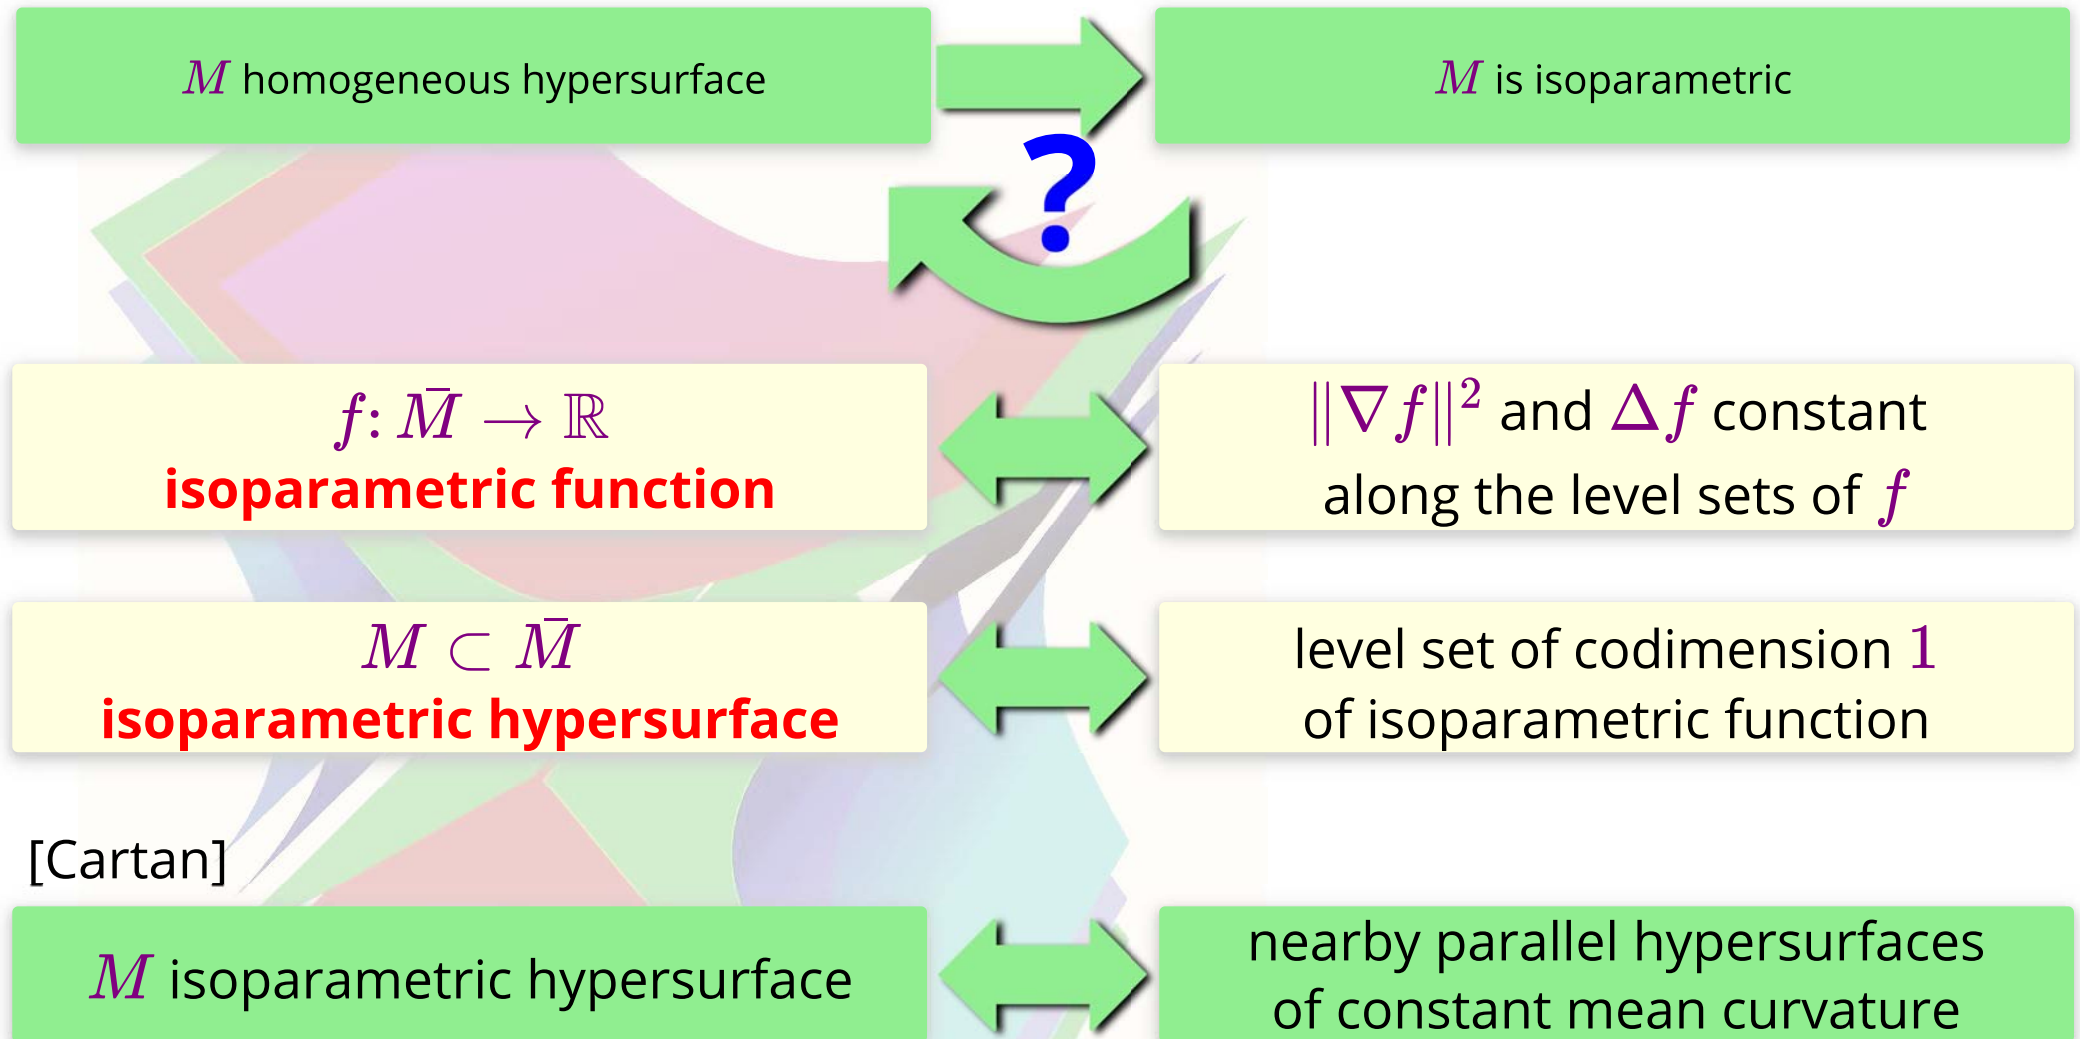 M homogeneous hypersurface
M is isoparametric
?
f: M̄ → ℝ
isoparametric function
‖∇f‖² and Δf constant
along the level sets of f
M ⊂ M̄
isoparametric hypersurface
level set of codimension 1
of isoparametric function
[Cartan]
M isoparametric hypersurface
nearby parallel hypersurfaces
of constant mean curvature